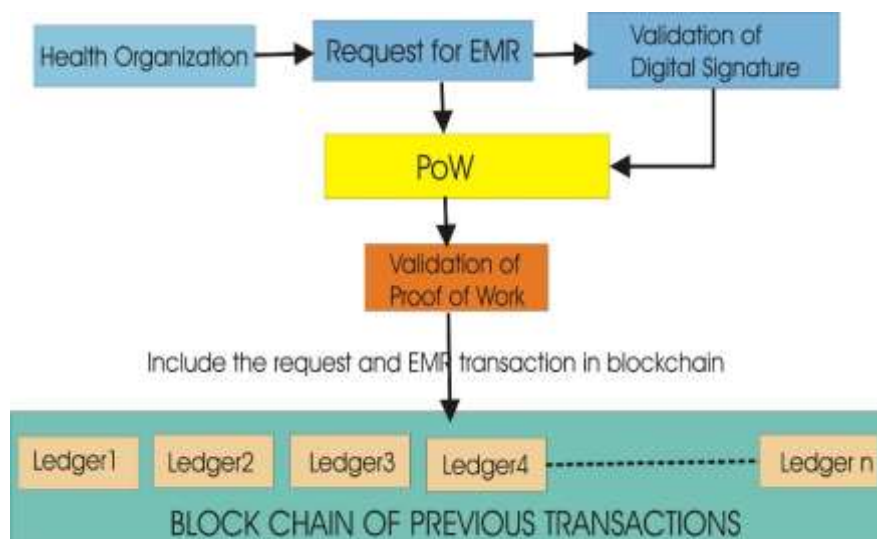 Health Organization
Request for EMR
Validation of
Digital Signature
PoW
Validation of
Proof of Work
Include the request and EMR transaction in blockchain
Ledger1
Ledger2
Ledger3
Ledger4
Ledger n
BLOCK CHAIN OF PREVIOUS TRANSACTIONS